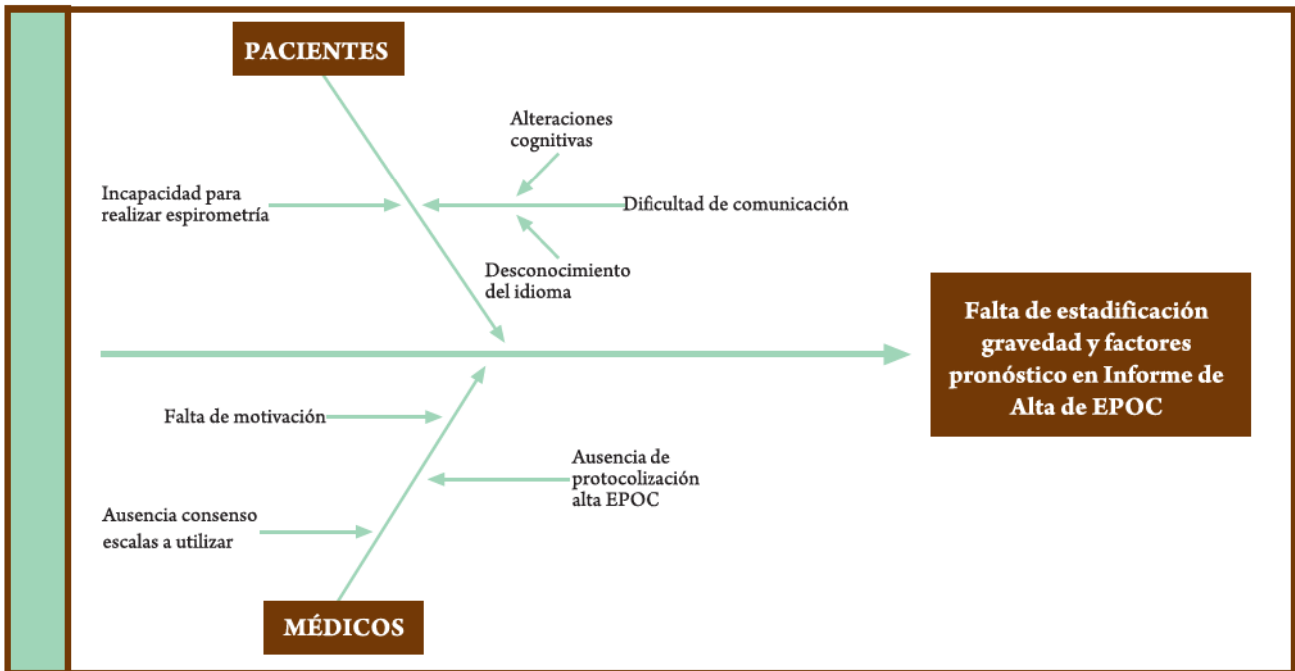 PACIENTES
Alteraciones
cognitivas
Incapacidad para
realizar espirometría
Dificultad de comunicación
Desconocimiento
del idioma
Falta de estadificación
gravedad y factores
pronóstico en Informe de
Alta de EPOC
Falta de motivación
Ausencia de
protocolización
alta EPOC
Ausencia consenso
escalas a utilizar
MÉDICOS